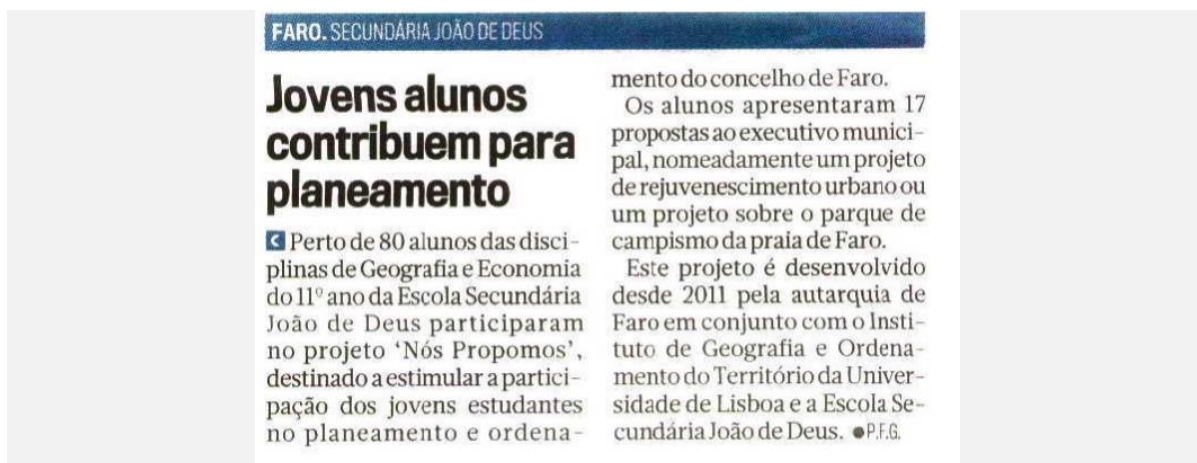 FARO. SECUNDÁRIA JOÃO DE DEUS
Jovens alunos
contribuem para
planeamento
C Perto de 80 alunos das disci-
plinas de Geografia e Economia
do 11º ano da Escola Secundária
João de Deus participaram
no projeto ‘Nós Propomos’,
destinado a estimular a partici-
pação dos jovens estudantes
no planeamento e ordena-
mento do concelho de Faro.
Os alunos apresentaram 17
propostas ao executivo munici-
pal, nomeadamente um projeto
de rejuvenescimento urbano ou
um projeto sobre o parque de
campismo da praia de Faro.
Este projeto é desenvolvido
desde 2011 pela autarquia de
Faro em conjunto com o Insti-
tuto de Geografia e Ordena-
mento do Território da Univer-
sidade de Lisboa e a Escola Se-
cundária João de Deus. ●P.F.G.